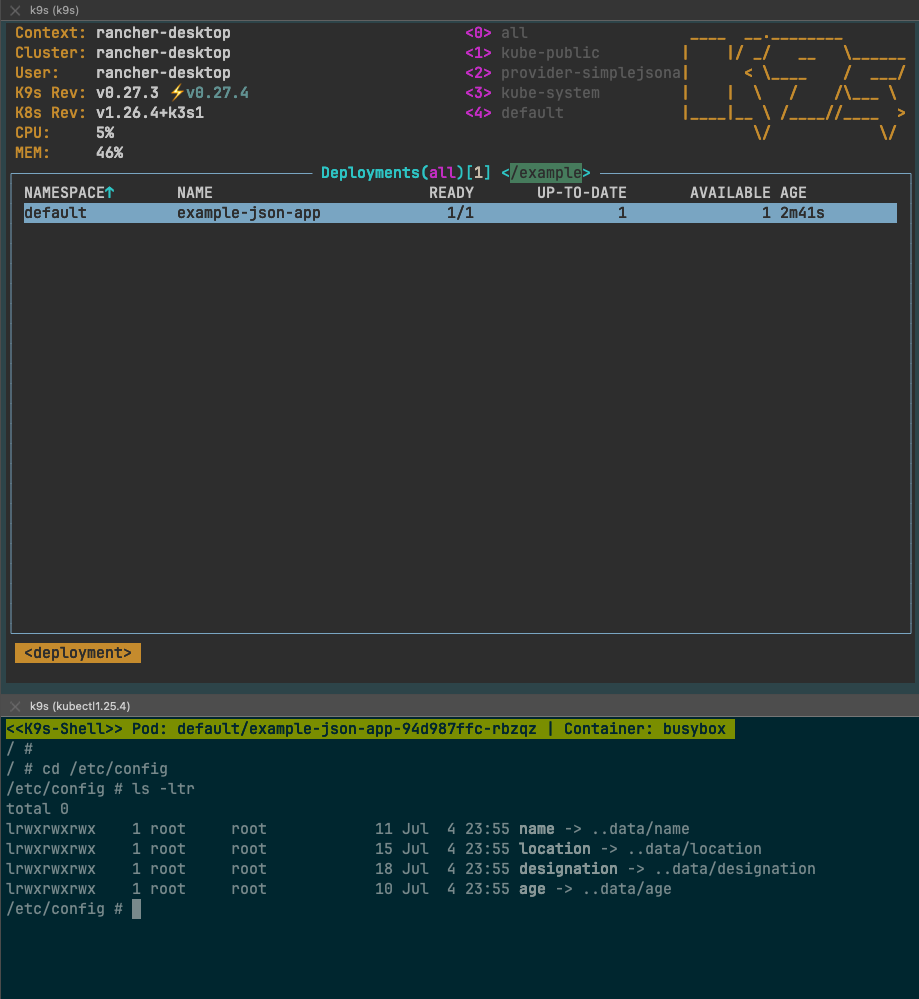 k9s (k9s)
Context: rancher-desktop <0> all
Cluster: rancher-desktop <1> kube-public
User: rancher-desktop <2> provider-simplejsona
K9s Rev: v0.27.3 ⚡v0.27.4 <3> kube-system
K8s Rev: v1.26.4+k3s1 <4> default
CPU: 5%
MEM: 46%
Deployments(all)[1] </example>
NAMESPACE↑ NAME READY UP-TO-DATE AVAILABLE AGE
default example-json-app 1/1 1 1 2m41s
<deployment>
k9s (kubectl1.25.4)
<<K9s-Shell>> Pod: default/example-json-app-94d987ffc-rbzqz | Container: busybox
/ #
/ # cd /etc/config
/etc/config # ls -ltr
total 0
lrwxrwxrwx 1 root root 11 Jul 4 23:55 name -> ..data/name
lrwxrwxrwx 1 root root 15 Jul 4 23:55 location -> ..data/location
lrwxrwxrwx 1 root root 18 Jul 4 23:55 designation -> ..data/designation
lrwxrwxrwx 1 root root 10 Jul 4 23:55 age -> ..data/age
/etc/config #